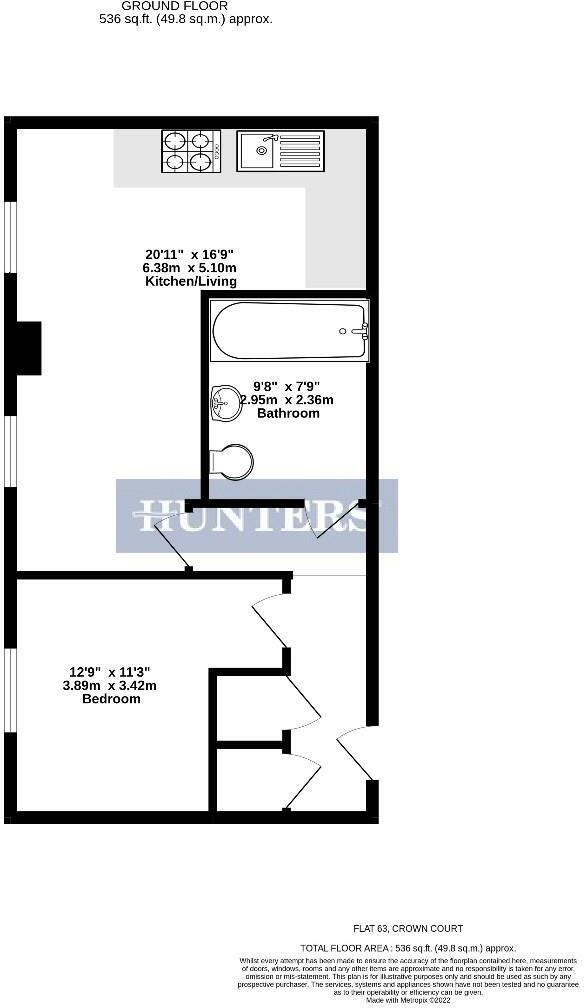 GROUND FLOOR
536 sq.ft. (49.8 sq.m.) approx.
20'11" x 16'9"
6.38m x 5.10m
Kitchen/Living
9'8" x 7'9"
2.95m x 2.36m
Bathroom
HUNTERS
12'9" x 11'3"
3.89m x 3.42m
Bedroom
FLAT 63, CROWN COURT
TOTAL FLOOR AREA : 536 sq.ft. (49.8 sq.m.) approx.
Whilst every attempt has been made to ensure the accuracy of the floorplan contained here, measurements
of doors, windows, rooms and any other items are approximate and no responsibility is taken for any error,
omission or mis-statement. This plan is for illustrative purposes only and should be used as such by any
prospective purchaser. The services, systems and appliances shown have not been tested and no guarantee
as to their operability or efficiency can be given.
Made with Metropix ©2022